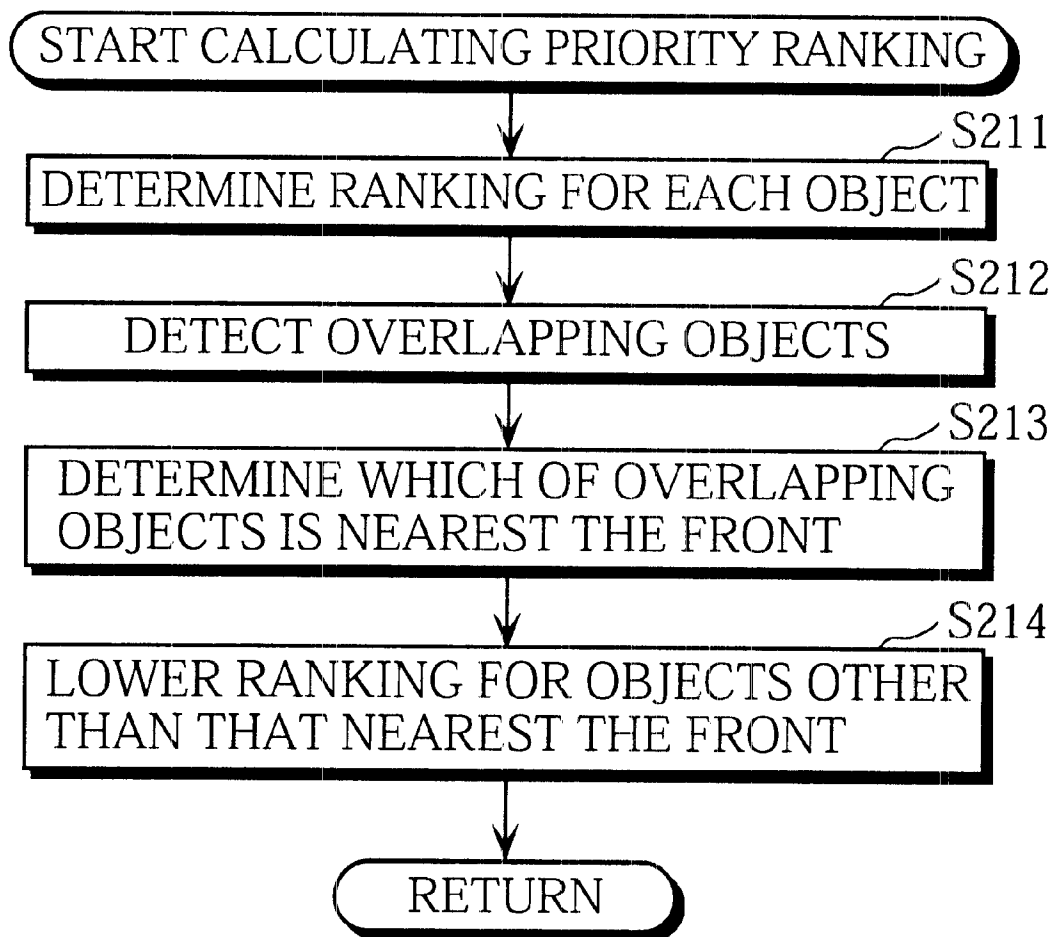 START CALCULATING PRIORITY RANKING
S211
DETERMINE RANKING FOR EACH OBJECT
S212
DETECT OVERLAPPING OBJECTS
S213
DETERMINE WHICH OF OVERLAPPING
OBJECTS IS NEAREST THE FRONT
S214
LOWER RANKING FOR OBJECTS OTHER
THAN THAT NEAREST THE FRONT
RETURN